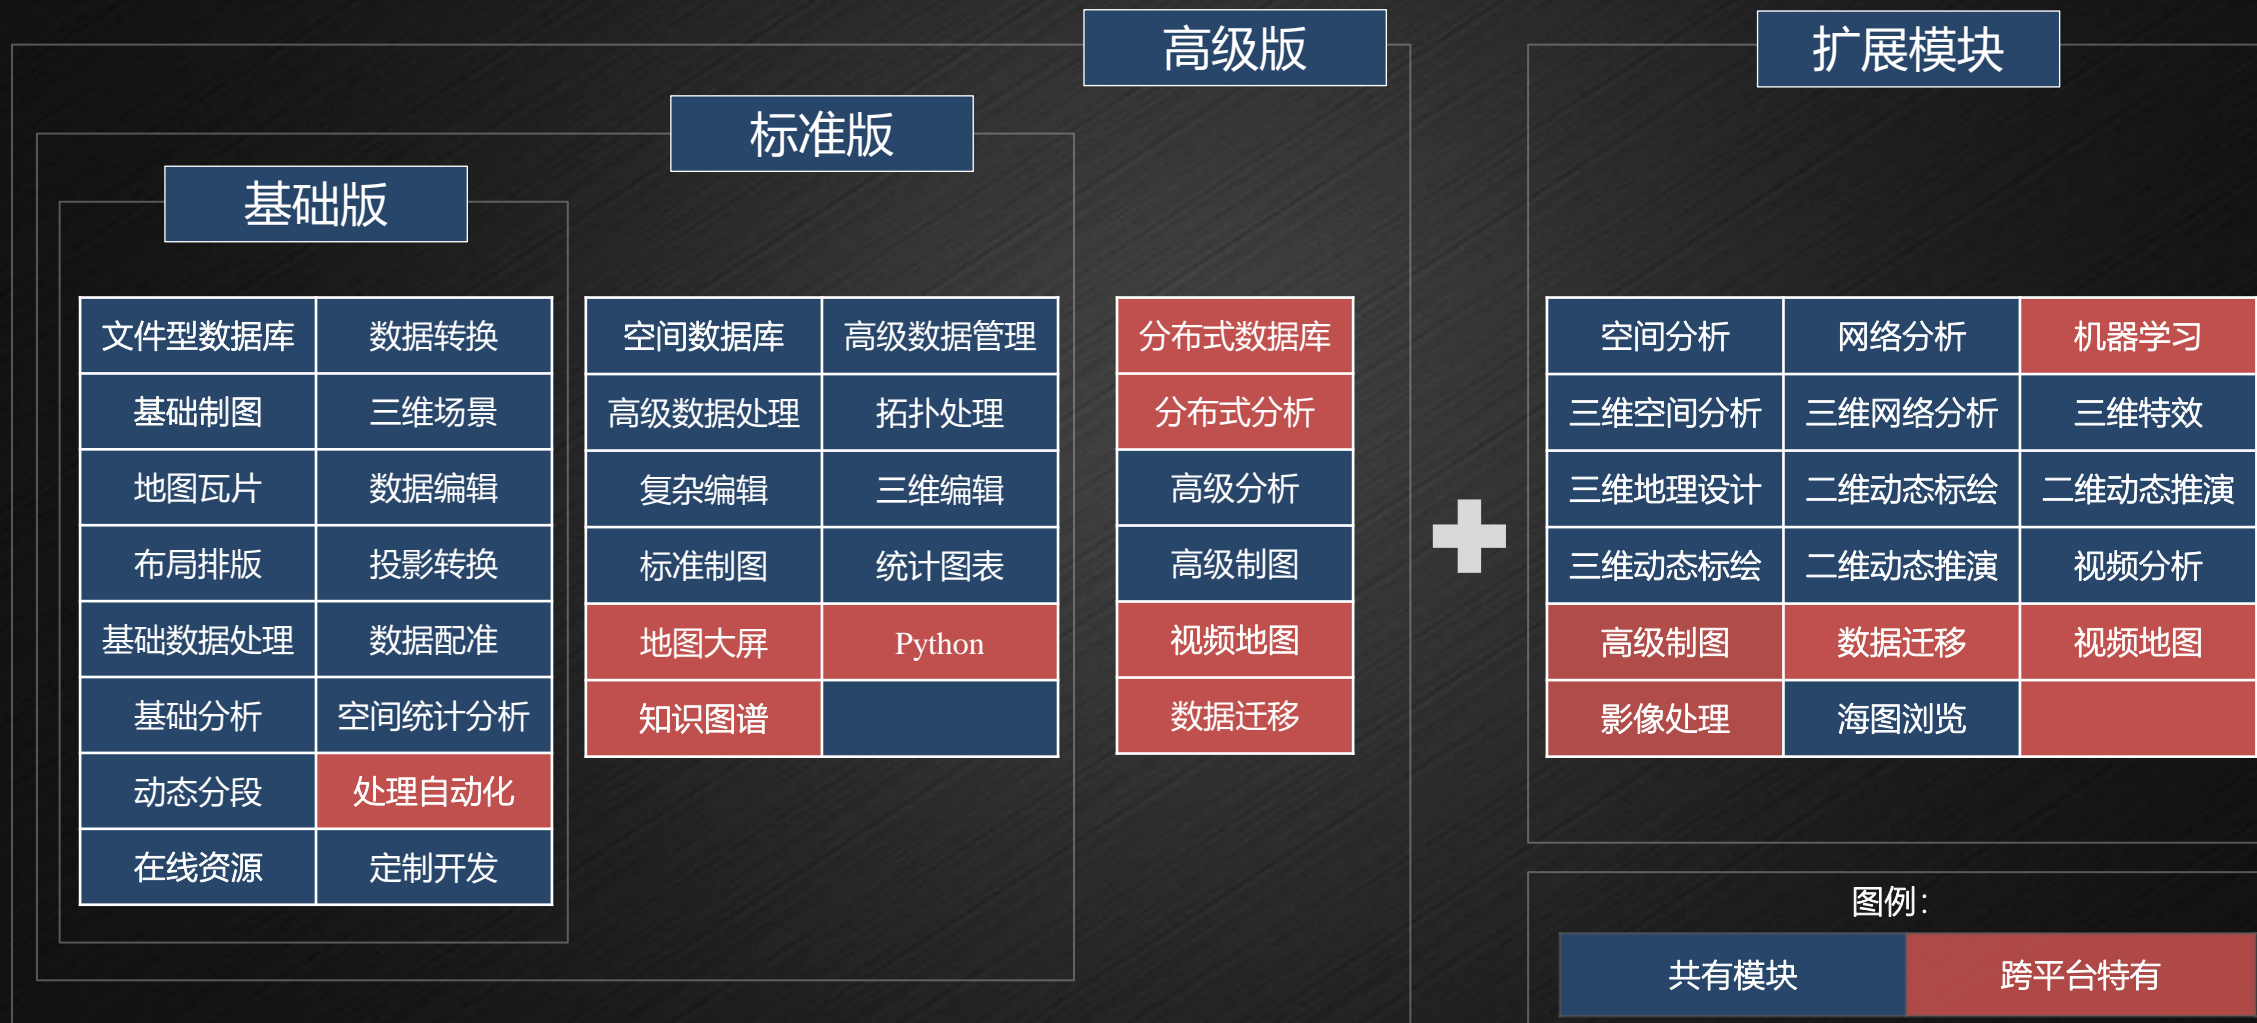 高级版
扩展模块
标准版
基础版
文件型数据库 数据转换
基础制图 三维场景
地图瓦片 数据编辑
布局排版 投影转换
基础数据处理 数据配准
基础分析 空间统计分析
动态分段 处理自动化
在线资源 定制开发
空间数据库 高级数据管理
高级数据处理 拓扑处理
复杂编辑 三维编辑
标准制图 统计图表
地图大屏 Python
知识图谱
分布式数据库
分布式分析
高级分析
高级制图
视频地图
数据迁移
空间分析 网络分析 机器学习
三维空间分析 三维网络分析 三维特效
三维地理设计 二维动态标绘 二维动态推演
三维动态标绘 二维动态推演 视频分析
高级制图 数据迁移 视频地图
影像处理 海图浏览
图例：
共有模块 跨平台特有